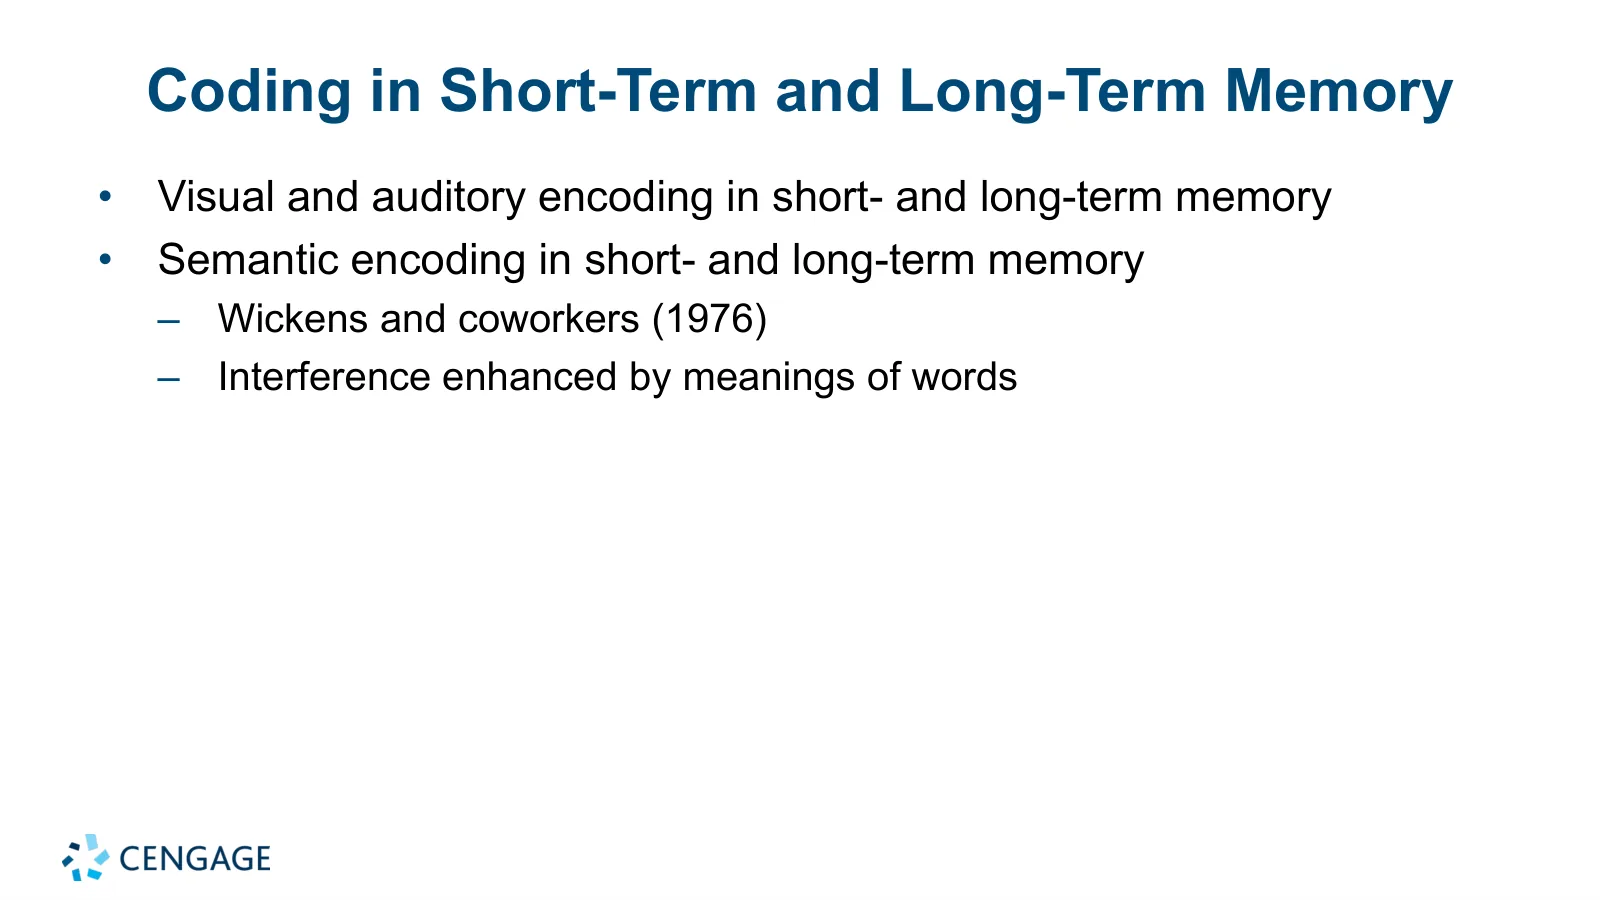 Coding in Short-Term and Long-Term Memory
• Visual and auditory encoding in short- and long-term memory
• Semantic encoding in short- and long-term memory
– Wickens and coworkers (1976)
– Interference enhanced by meanings of words
CENGAGE